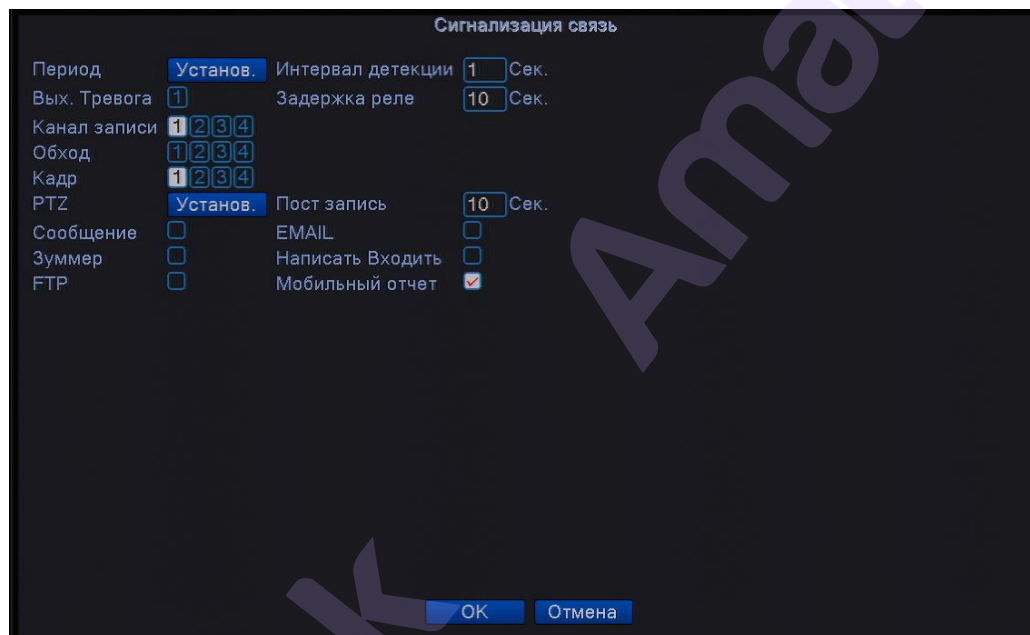 Сигнализация связь
Период Установ. Интервал детекции 1 Сек.
Вых. Тревога 1 Задержка реле 10 Сек.
Канал записи 1 2 3 4
Обход 1 2 3 4
Кадр 1 2 3 4
PTZ Установ. Пост запись 10 Сек.
Сообщение EMAIL
Зуммер Написать Входить
FTP Мобильный отчет
OK Отмена